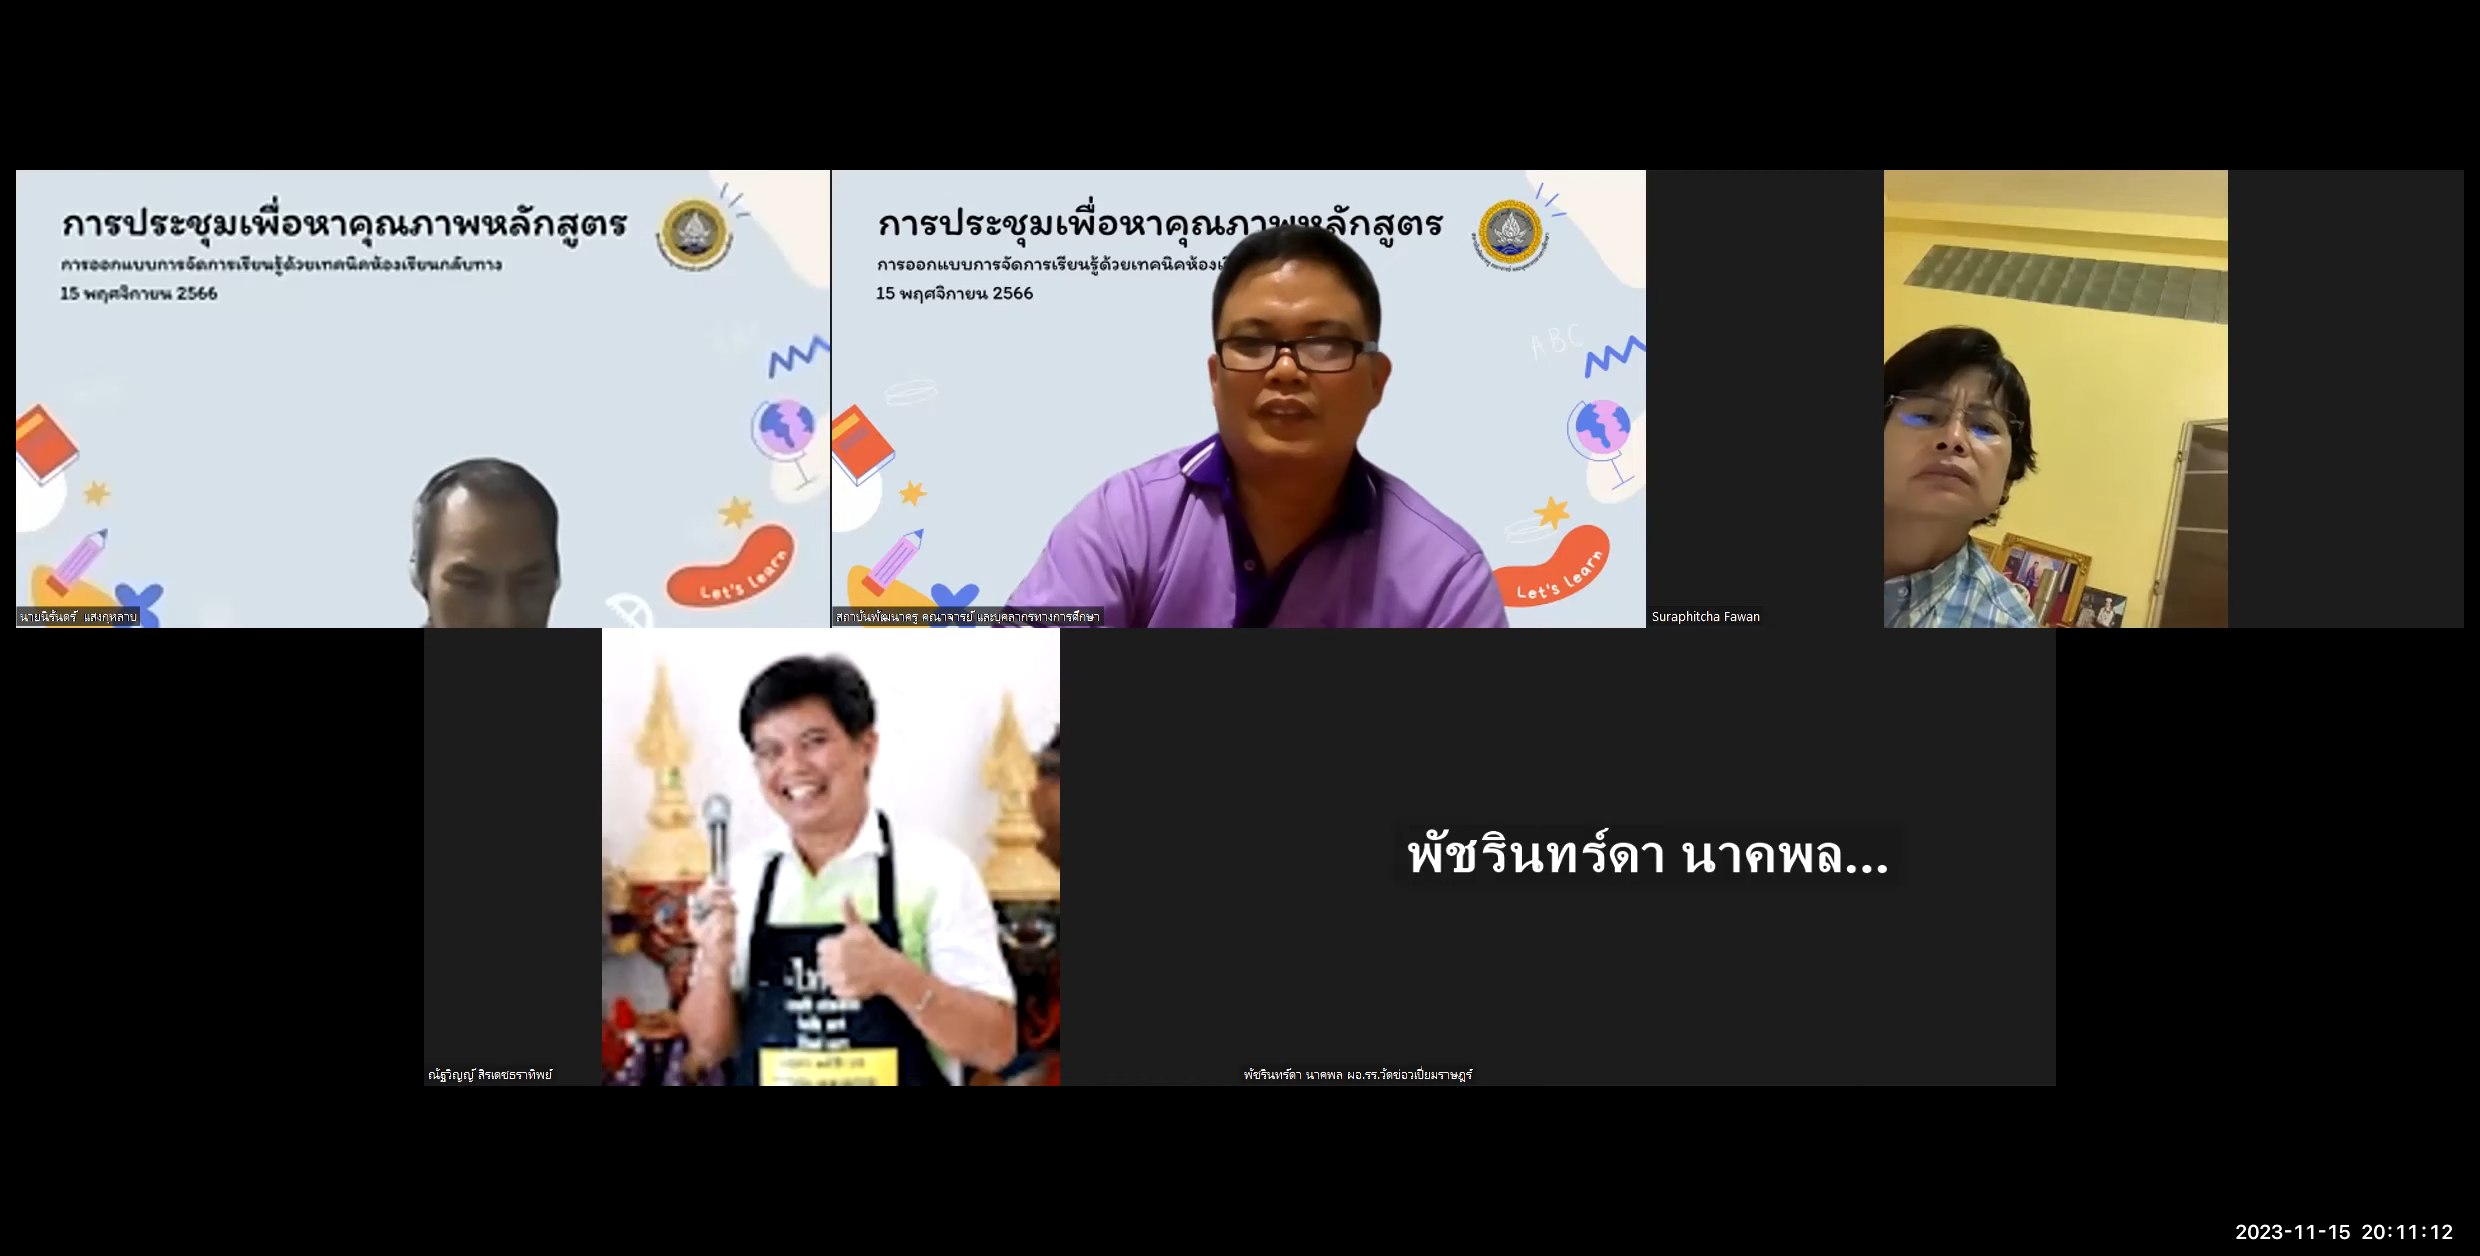 การประชุมเพื่อหาคุณภาพหลักสูตร
การออกแบบการจัดการเรียนรู้ด้วยเทคนิคห้องเรียนกลับทาง
15 พฤศจิกายน 2566
Let's learn
นายนิรันดร์ แสงกุหลาบ
การประชุมเพื่อหาคุณภาพหลักสูตร
การออกแบบการจัดการเรียนรู้ด้วยเทคนิคห้องเ
15 พฤศจิกายน 2566
ABC
Let's learn
สถาบันพัฒนาครู คณาจารย์ และบุคลากรทางการศึกษา
Suraphitcha Fawan
ณัฐวิญญ์ สิรเดชธราทิพย์
พัชรินทร์ดา นาคพล...
พัชรินทร์ดา นาคพล ผอ.รร.วัดช่อวเปี่ยมราษฎร์
2023-11-15 20:11:12